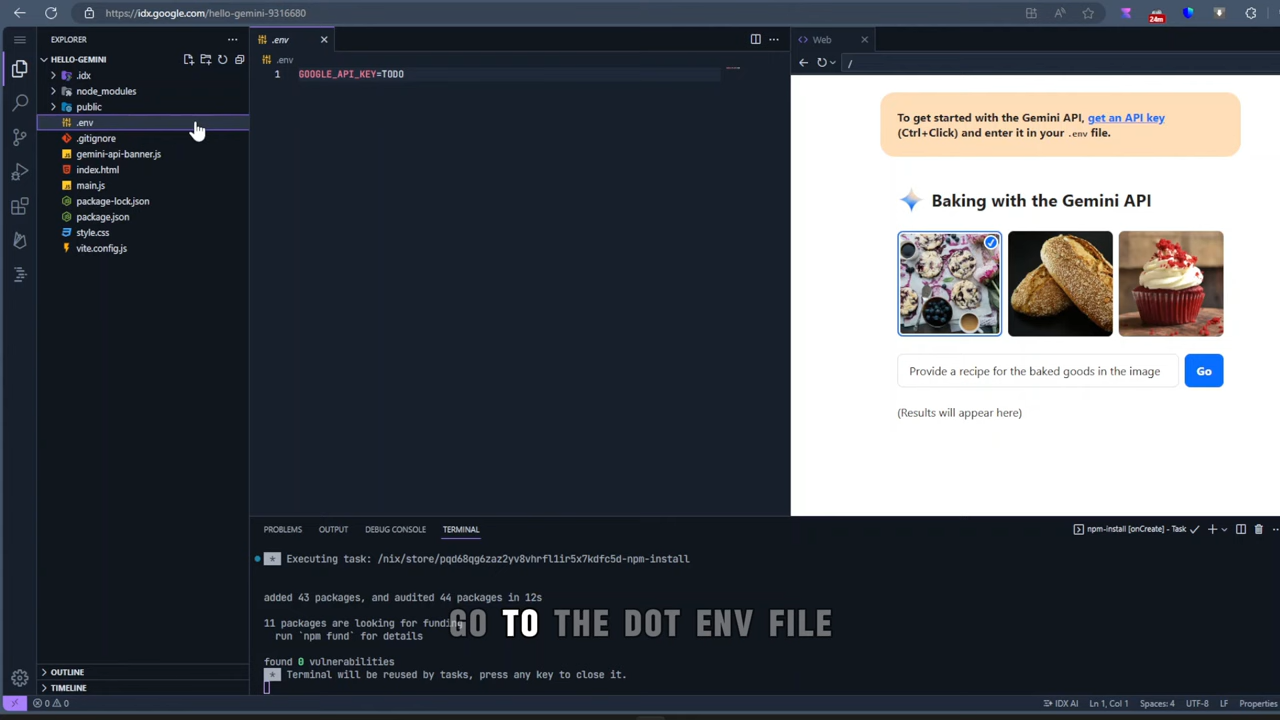 https://idx.google.com/hello-gemini-9316680
24m
EXPLORER
HELLO-GEMINI
.idx
node_modules
public
.env
.gitignore
gemini-api-banner.js
index.html
main.js
package-lock.json
package.json
style.css
vite.config.js
OUTLINE
TIMELINE
.env
.env
1 GOOGLE_API_KEY=TODO
Web
/
To get started with the Gemini API, get an API key
(Ctrl+Click) and enter it in your .env file.
Baking with the Gemini API
Provide a recipe for the baked goods in the image
Go
(Results will appear here)
PROBLEMS OUTPUT DEBUG CONSOLE TERMINAL
npm-install [onCreate] - Task
* Executing task: /nix/store/pqd68qg6zaz2yv8vhrfl1ir5x7kdfc5d-npm-install
added 43 packages, and audited 44 packages in 12s
11 packages are looking for funding
run `npm fund` for details
found 0 vulnerabilities
* Terminal will be reused by tasks, press any key to close it.
GO TO THE DOT ENV FILE
0 0
IDX AI Ln 1, Col 1 Spaces: 4 UTF-8 LF Properties